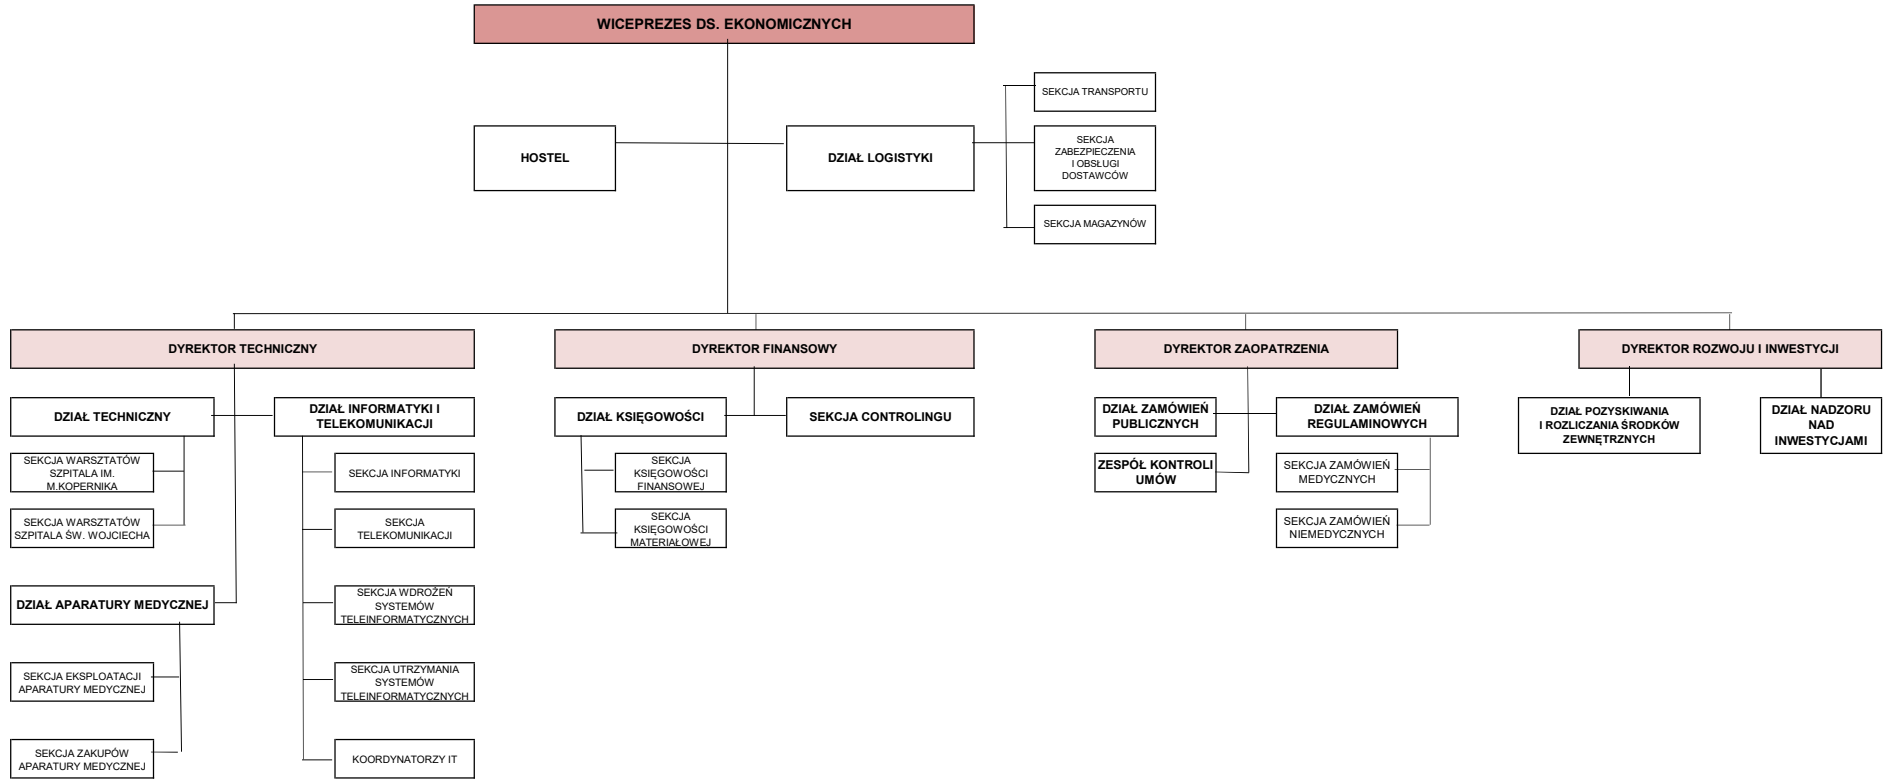 WICEPREZES DS. EKONOMICZNYCH
SEKCJA TRANSPORTU
HOSTEL
DZIAŁ LOGISTYKI
SEKCJA
ZABEZPIECZENIA
I OBSŁUGI
DOSTAWCÓW
SEKCJA MAGAZYNÓW
DYREKTOR TECHNICZNY
DYREKTOR FINANSOWY
DYREKTOR ZAOPATRZENIA
DYREKTOR ROZWOJU I INWESTYCJI
DZIAŁ TECHNICZNY
DZIAŁ INFORMATYKI I
TELEKOMUNIKACJI
DZIAŁ KSIĘGOWOŚCI
SEKCJA CONTROLINGU
DZIAŁ ZAMÓWIEŃ
PUBLICZNYCH
DZIAŁ ZAMÓWIEŃ
REGULAMINOWYCH
DZIAŁ POZYSKIWANIA
I ROZLICZANIA ŚRODKÓW
ZEWNĘTRZNYCH
DZIAŁ NADZORU
NAD
INWESTYCJAMI
SEKCJA WARSZTATÓW
SZPITALA IM.
M.KOPERNIKA
SEKCJA INFORMATYKI
SEKCJA
KSIĘGOWOŚCI
FINANSOWEJ
ZESPÓŁ KONTROLI
UMÓW
SEKCJA ZAMÓWIEŃ
MEDYCZNYCH
SEKCJA WARSZTATÓW
SZPITALA ŚW. WOJCIECHA
SEKCJA
TELEKOMUNIKACJI
SEKCJA
KSIĘGOWOŚCI
MATERIAŁOWEJ
SEKCJA ZAMÓWIEŃ
NIEMEDYCZNYCH
DZIAŁ APARATURY MEDYCZNEJ
SEKCJA WDROŻEŃ
SYSTEMÓW
TELEINFORMATYCZNYCH
SEKCJA EKSPLOATACJI
APARATURY MEDYCZNEJ
SEKCJA UTRZYMANIA
SYSTEMÓW
TELEINFORMATYCZNYCH
SEKCJA ZAKUPÓW
APARATURY MEDYCZNEJ
KOORDYNATORZY IT